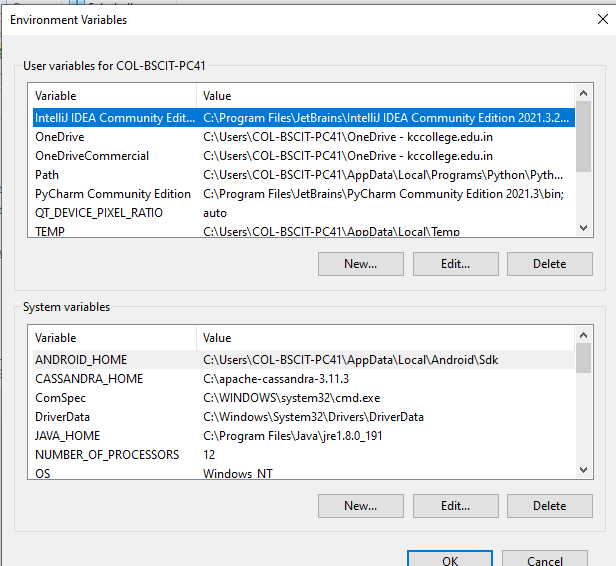 Environment Variables
User variables for COL-BSCIT-PC41
Variable Value
IntelliJ IDEA Community Edit... C:\Program Files\JetBrains\IntelliJ IDEA Community Edition 2021.3.2...
OneDrive C:\Users\COL-BSCIT-PC41\OneDrive - kccollege.edu.in
OneDriveCommercial C:\Users\COL-BSCIT-PC41\OneDrive - kccollege.edu.in
Path C:\Users\COL-BSCIT-PC41\AppData\Local\Programs\Python\Pyth...
PyCharm Community Edition C:\Program Files\JetBrains\PyCharm Community Edition 2021.3\bin;
QT_DEVICE_PIXEL_RATIO auto
TEMP C:\Users\COL-BSCIT-PC41\AppData\Local\Temp
New... Edit... Delete
System variables
Variable Value
ANDROID_HOME C:\Users\COL-BSCIT-PC41\AppData\Local\Android\Sdk
CASSANDRA_HOME C:\apache-cassandra-3.11.3
ComSpec C:\WINDOWS\system32\cmd.exe
DriverData C:\Windows\System32\Drivers\DriverData
JAVA_HOME C:\Program Files\Java\jre1.8.0_191
NUMBER_OF_PROCESSORS 12
OS Windows_NT
New... Edit... Delete
OK Cancel